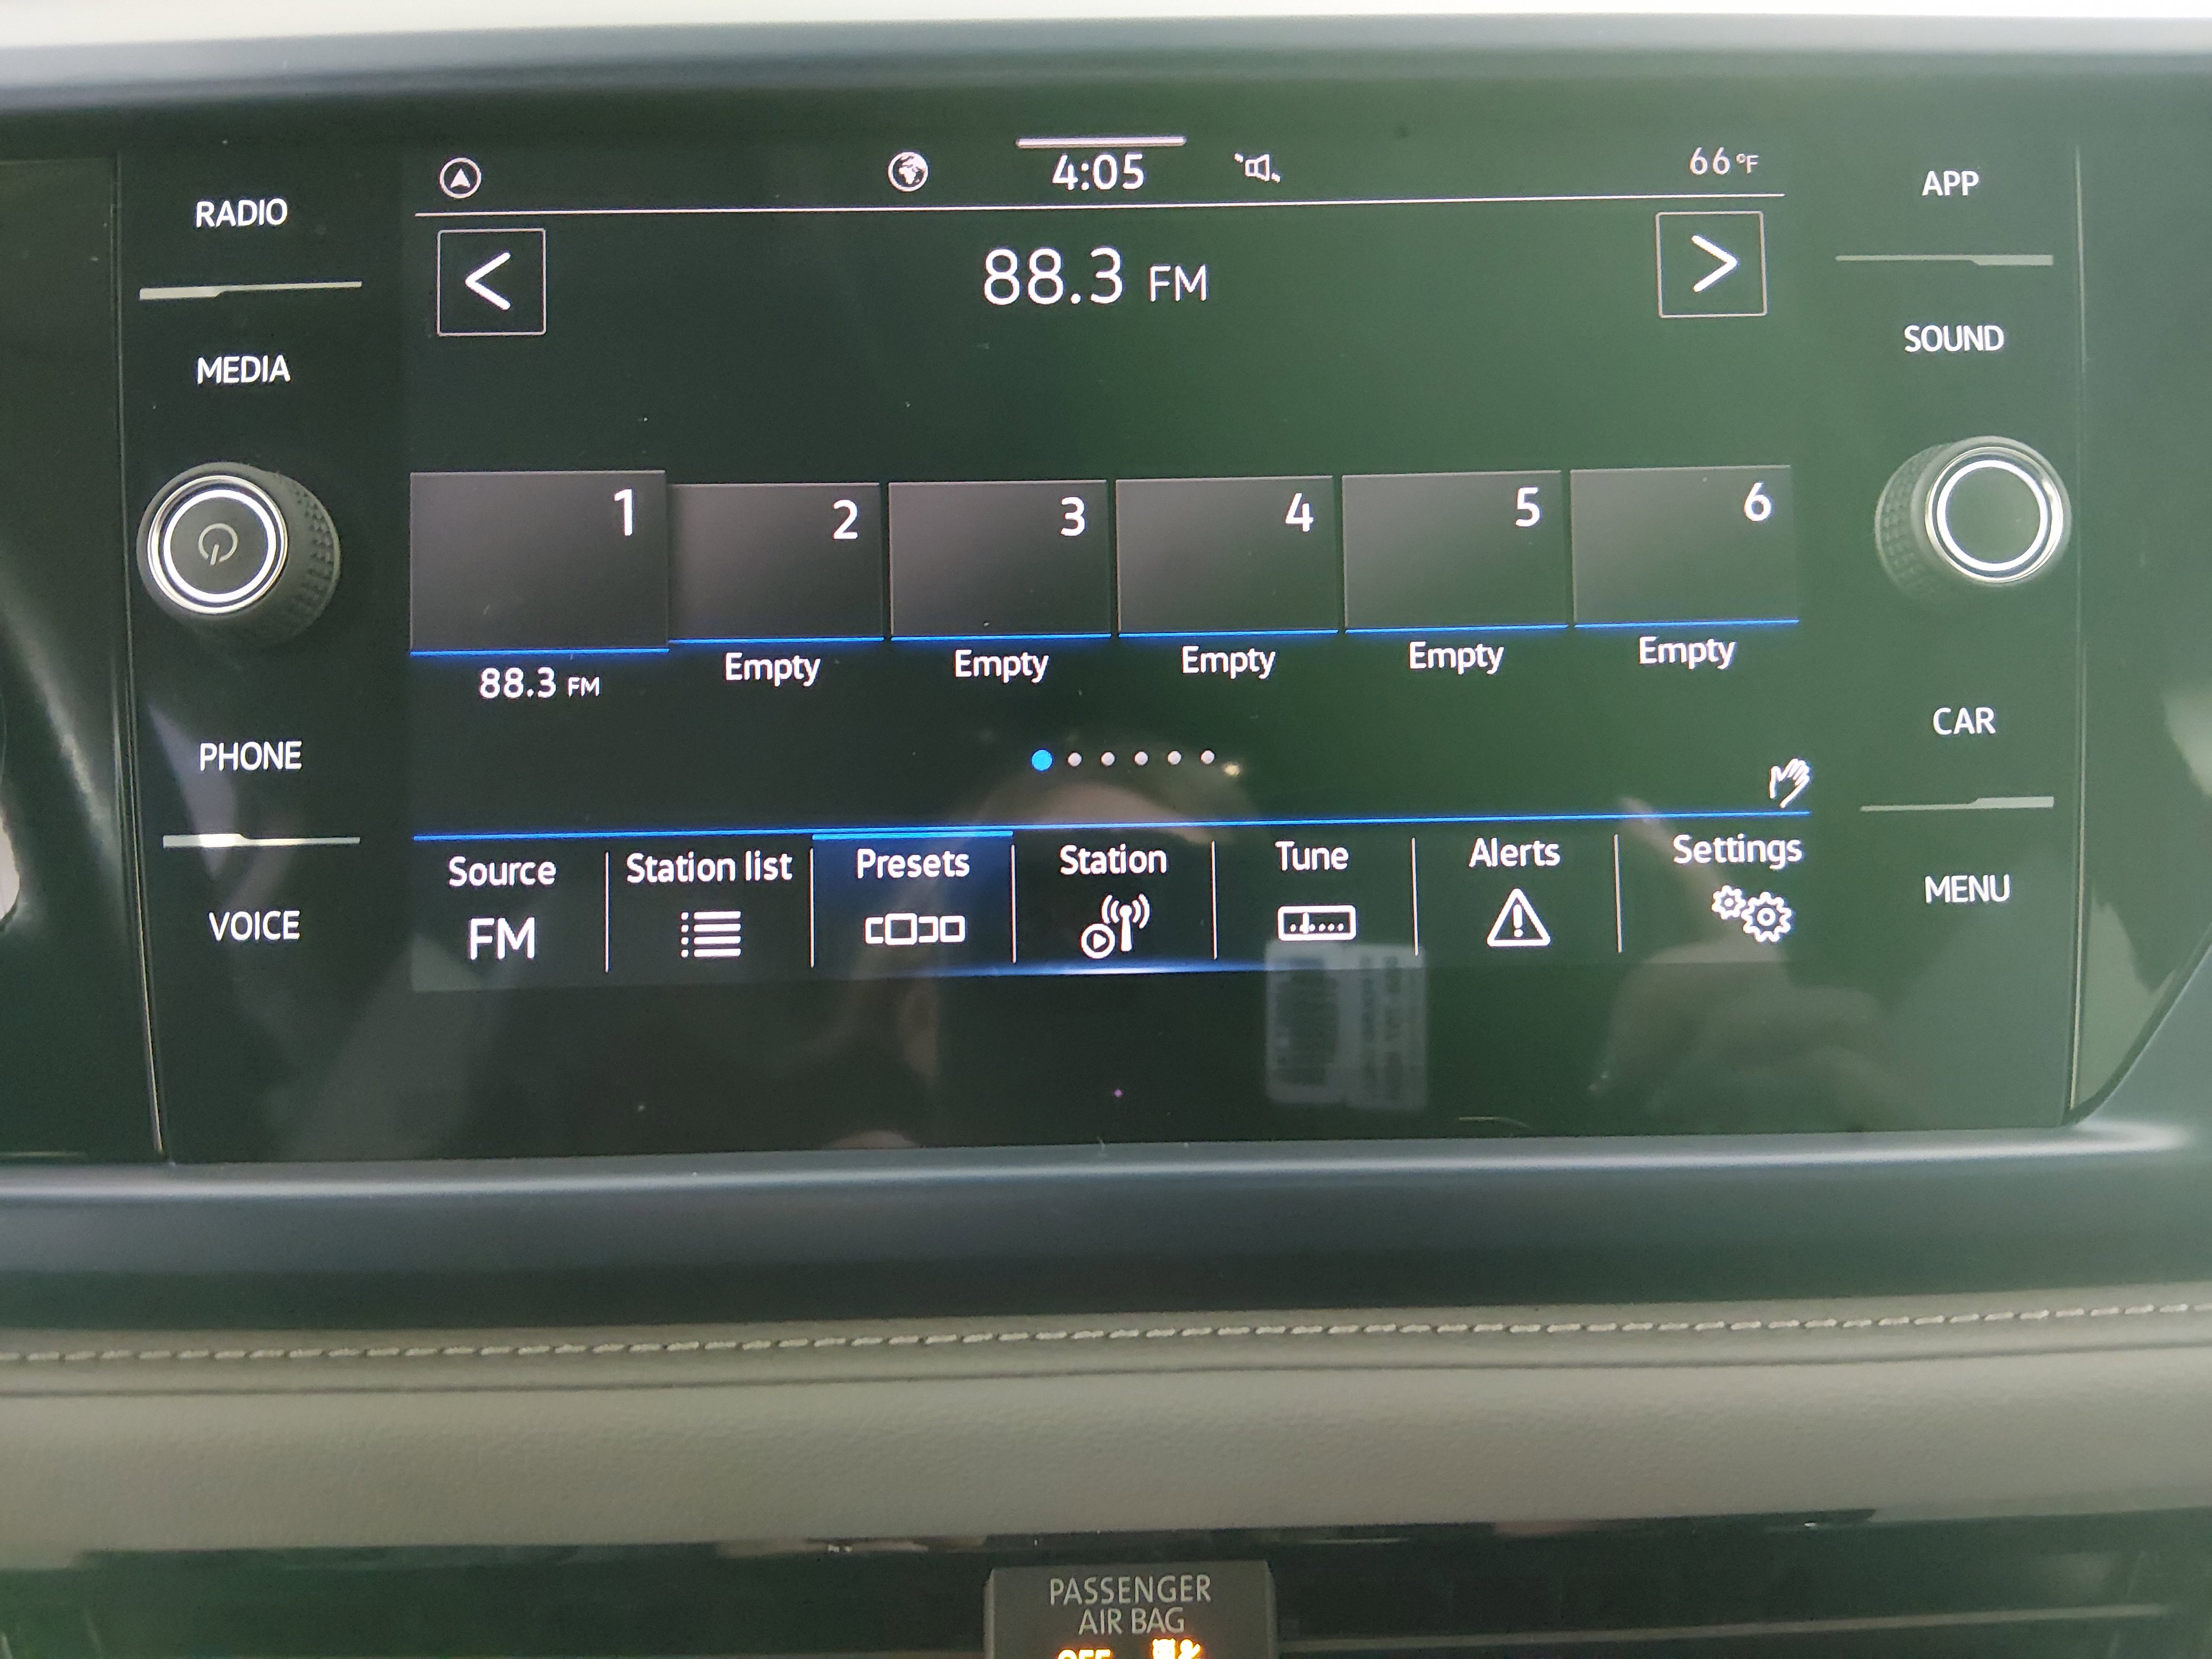 RADIO
MEDIA
PHONE
VOICE
4:05
66°F
< 88.3 FM >
1 2 3 4 5 6
88.3 FM Empty Empty Empty Empty Empty
Source Station list Presets Station Tune Alerts Settings
FM
APP
SOUND
CAR
MENU
PASSENGER
AIR BAG
OFF